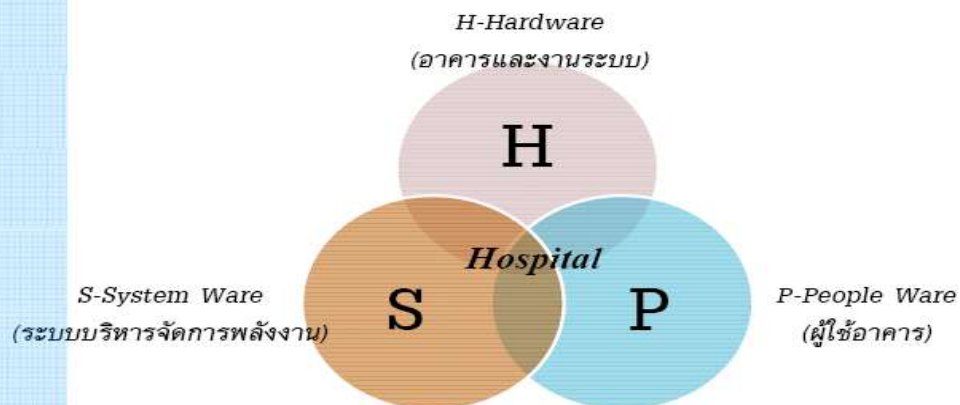 H-Hardware
(อาคารและงานระบบ)
H
Hospital
S-System Ware
(ระบบบริหารจัดการพลังงาน)
S
P
P-People Ware
(ผู้ใช้อาคาร)